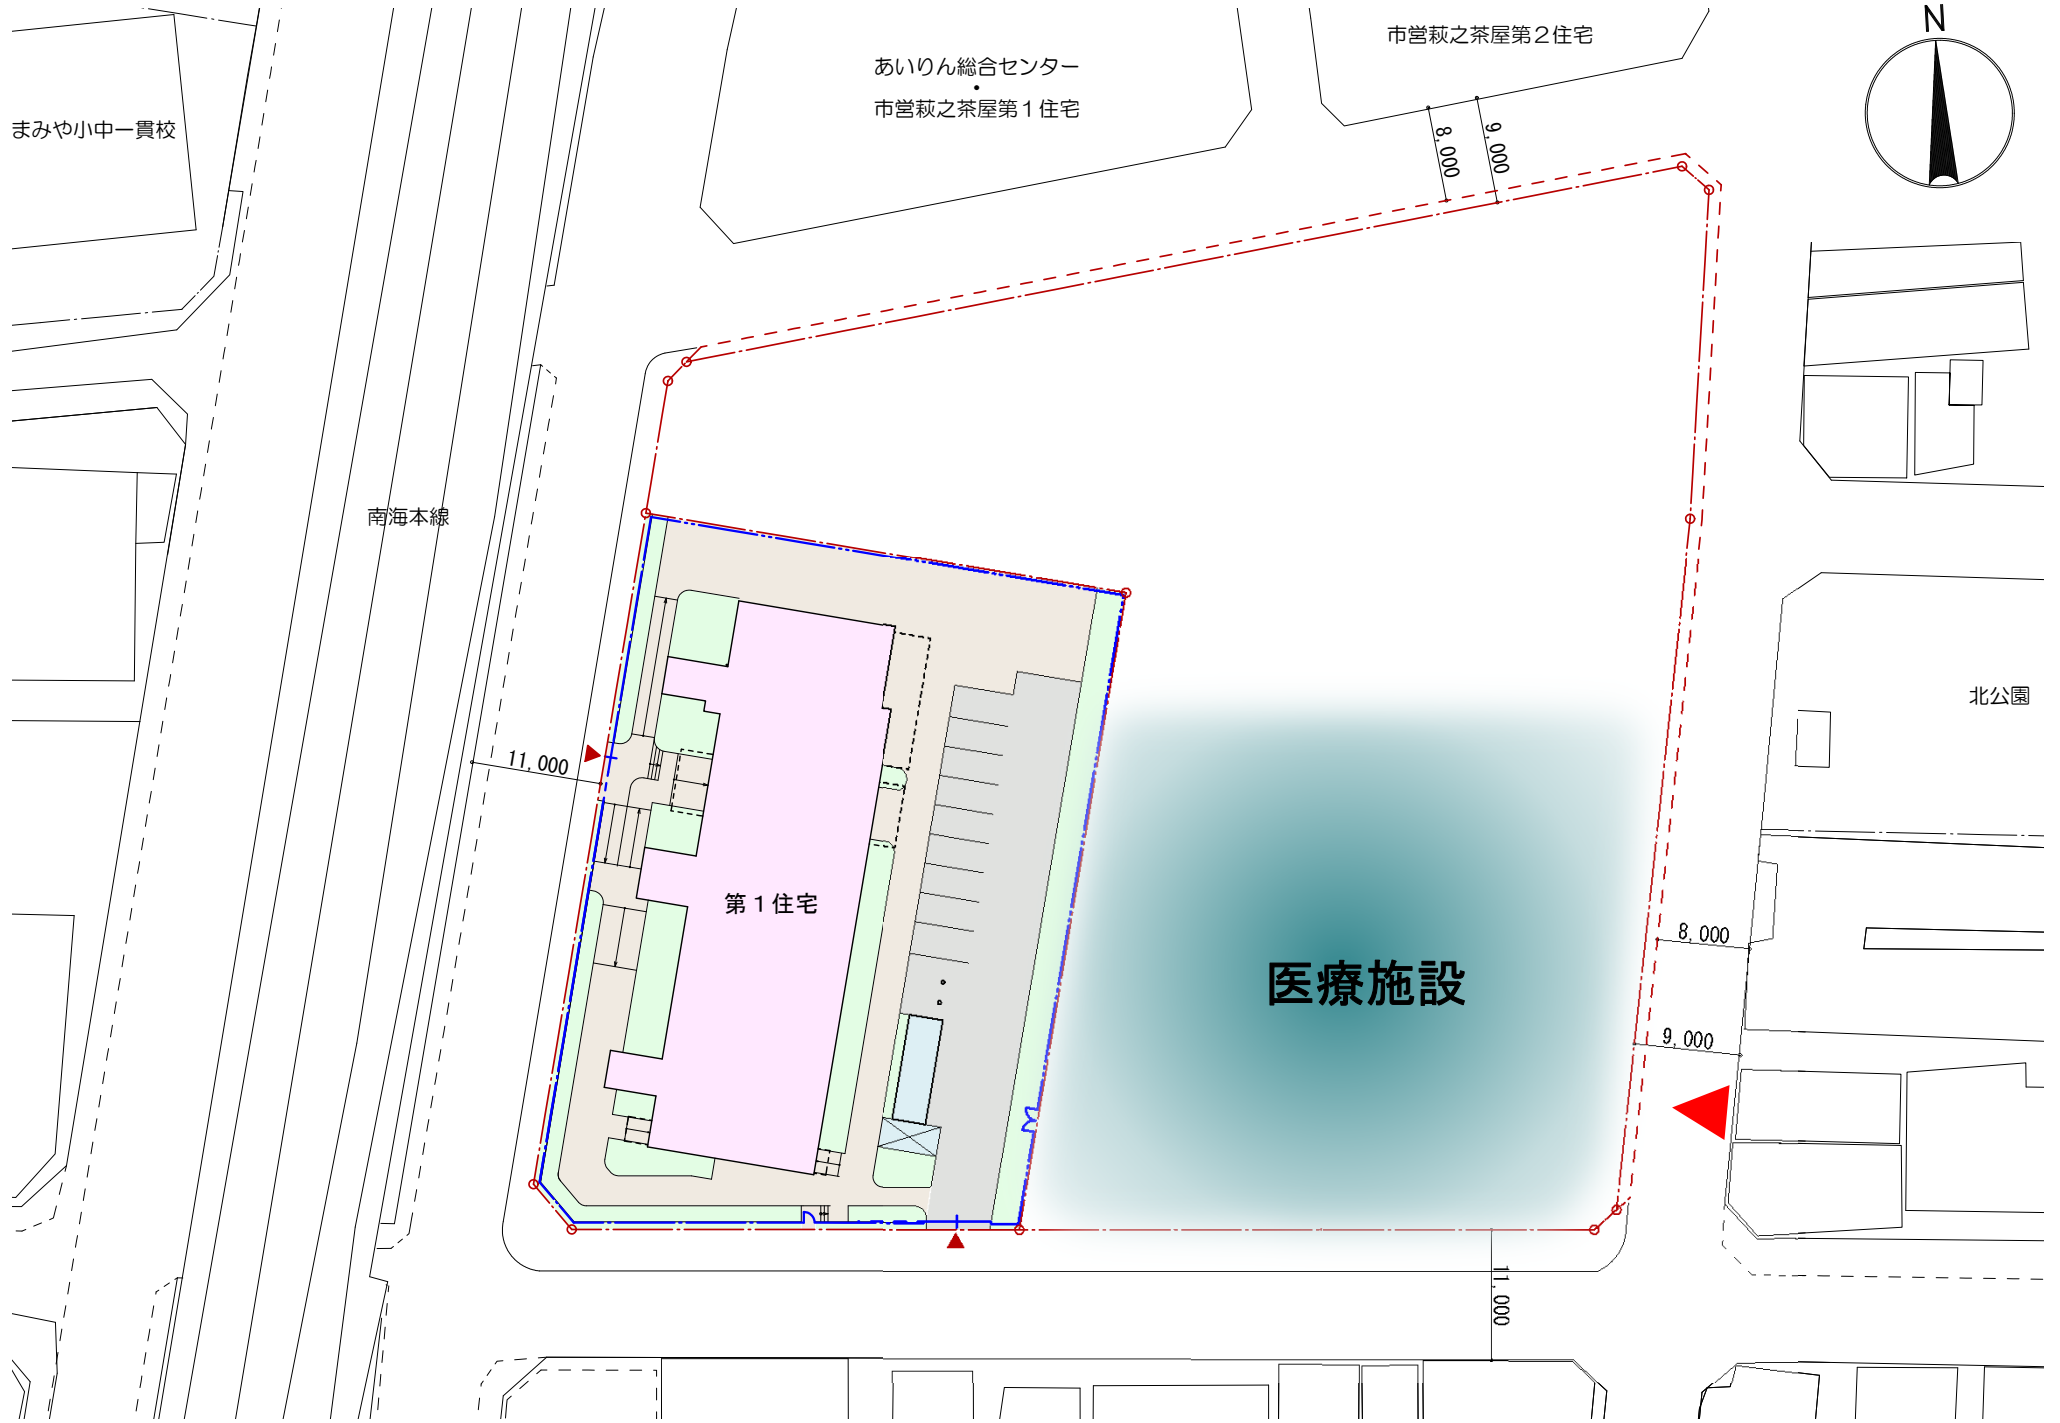 N
市営萩之茶屋第２住宅
あいりん総合センター
・
市営萩之茶屋第１住宅
まみや小中一貫校
8,000
9,000
南海本線
北公園
11,000
第１住宅
医療施設
8,000
9,000
11,000